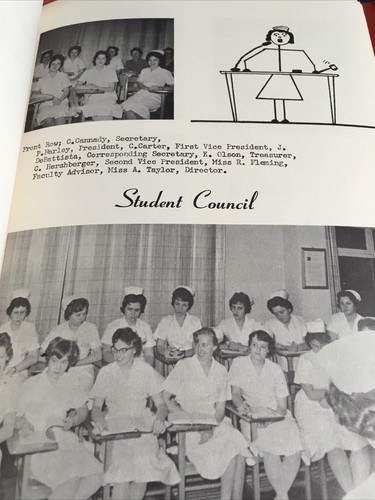 Front Row; C.Cannady, Secretary,
P.Harley, President, C.Carter, First Vice President, J.
DeBattista, Corresponding Secretary, K. Olson, Treasurer,
C. Hershberger, Second Vice President, Miss R. Fleming,
Faculty Advisor, Miss A. Taylor, Director.
Student Council